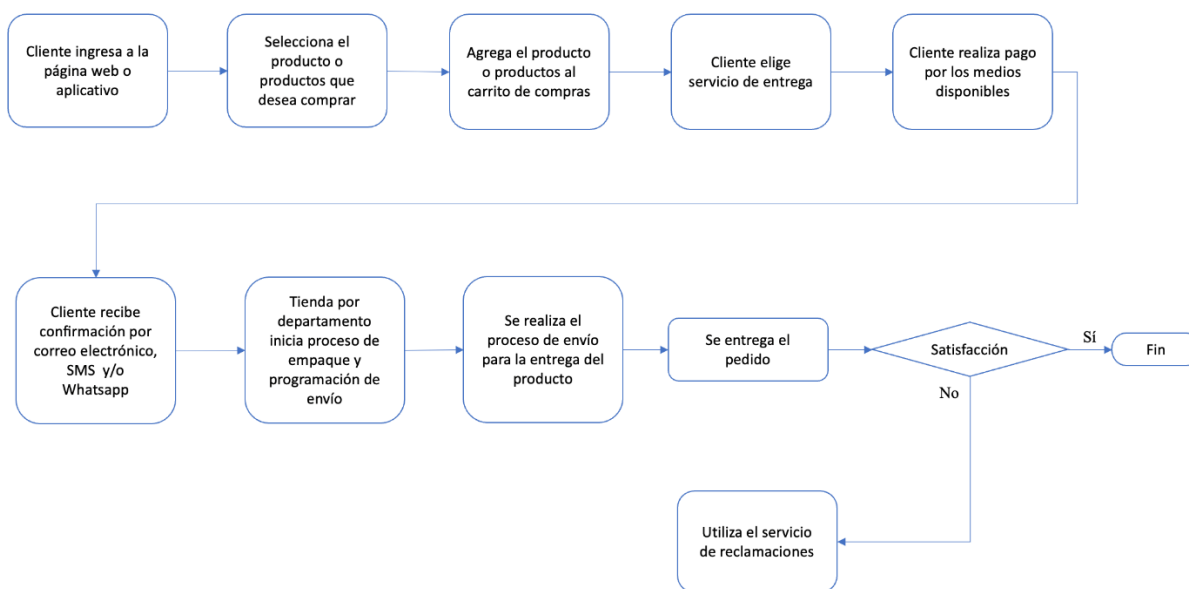 Cliente ingresa a la
página web o
aplicativo
Selecciona el
producto o
productos que
desea comprar
Agrega el producto
o productos al
carrito de compras
Cliente elige
servicio de entrega
Cliente realiza pago
por los medios
disponibles
Cliente recibe
confirmación por
correo electrónico,
SMS y/o
Whatsapp
Tienda por
departamento
inicia proceso de
empaque y
programación de
envío
Se realiza el
proceso de envío
para la entrega del
producto
Se entrega el
pedido
Satisfacción
Sí
Fin
No
Utiliza el servicio
de reclamaciones